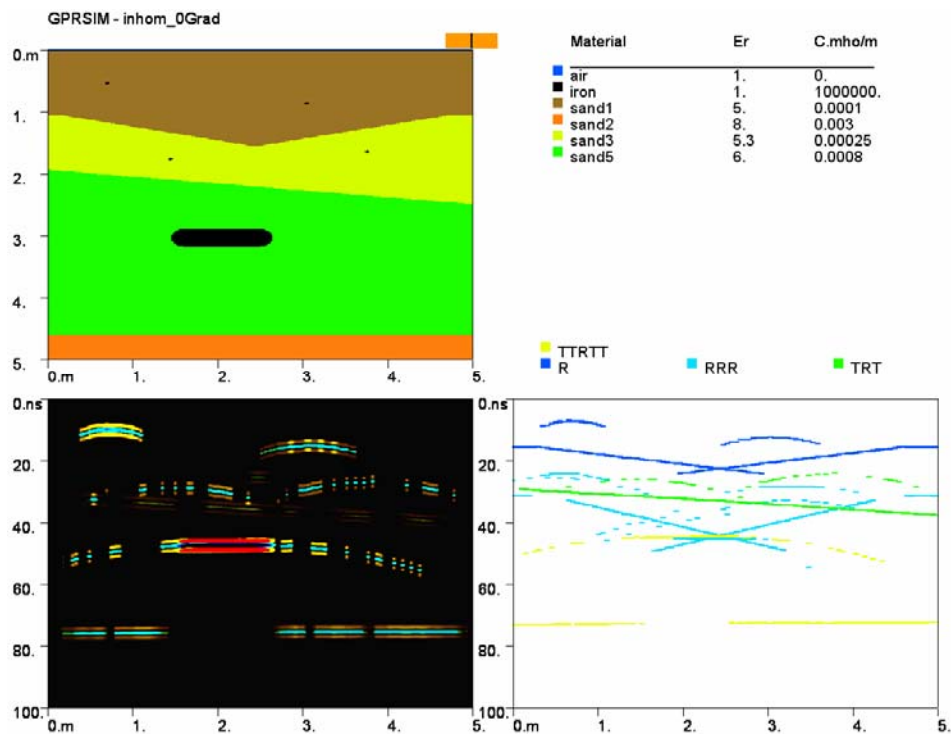 GPRSIM - inhom_0Grad
0.m
1.
2.
3.
4.
5.
0.m 1. 2. 3. 4. 5.
Material Er C.mho/m
air 1. 0.
iron 1. 1000000.
sand1 5. 0.0001
sand2 8. 0.003
sand3 5.3 0.00025
sand5 6. 0.0008
TTRTT
R RRR TRT
0.ns
20.
40.
60.
80.
100.
0.m 1. 2. 3. 4. 5.
0.ns
20.
40.
60.
80.
100.
0.m 1. 2. 3. 4. 5.